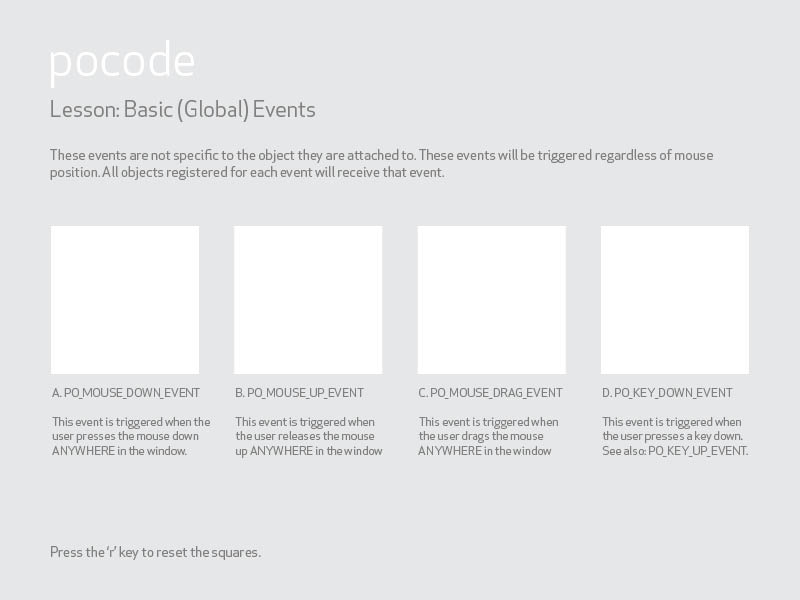 pocode
Lesson: Basic (Global) Events
These events are not specific to the object they are attached to. These events will be triggered regardless of mouse
position. All objects registered for each event will receive that event.
A. PO_MOUSE_DOWN_EVENT
This event is triggered when the
user presses the mouse down
ANYWHERE in the window.
B. PO_MOUSE_UP_EVENT
This event is triggered when
the user releases the mouse
up ANYWHERE in the window
C. PO_MOUSE_DRAG_EVENT
This event is triggered when
the user drags the mouse
ANYWHERE in the window
D. PO_KEY_DOWN_EVENT
This event is triggered when
the user presses a key down.
See also: PO_KEY_UP_EVENT.
Press the ‘r’ key to reset the squares.